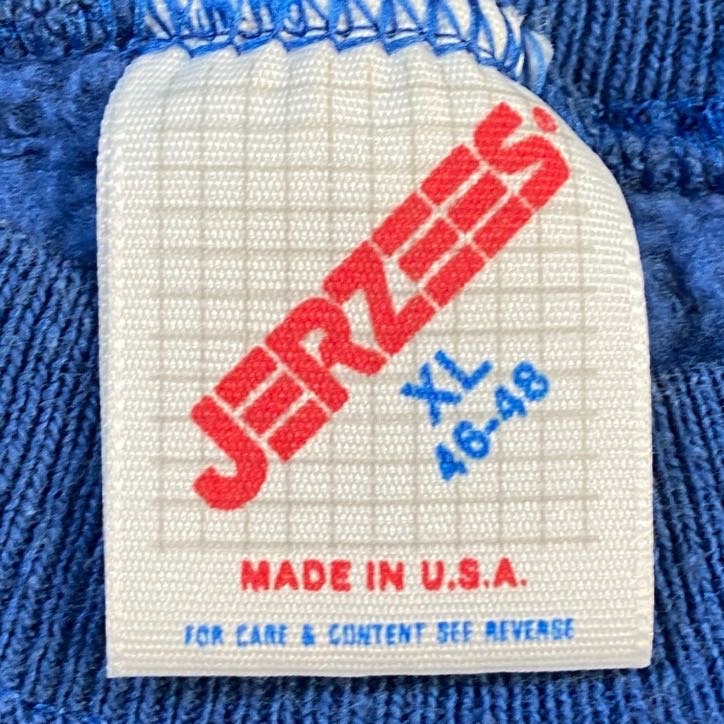 JERZEES
XL
46-48
MADE IN U.S.A.
FOR CARE & CONTENT SEE REVERSE